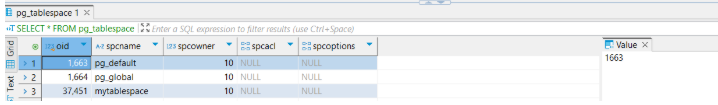 pg_tablespace 1
SELECT * FROM pg_tablespace Enter a SQL expression to filter results (use Ctrl+Space)
Grid
Text
123 oid A-Z spcname 123 spcowner spcacl spcoptions
1 1,663 pg_default 10 NULL NULL
2 1,664 pg_global 10 NULL NULL
3 37,451 mytablespace 10 NULL NULL
Value
1663